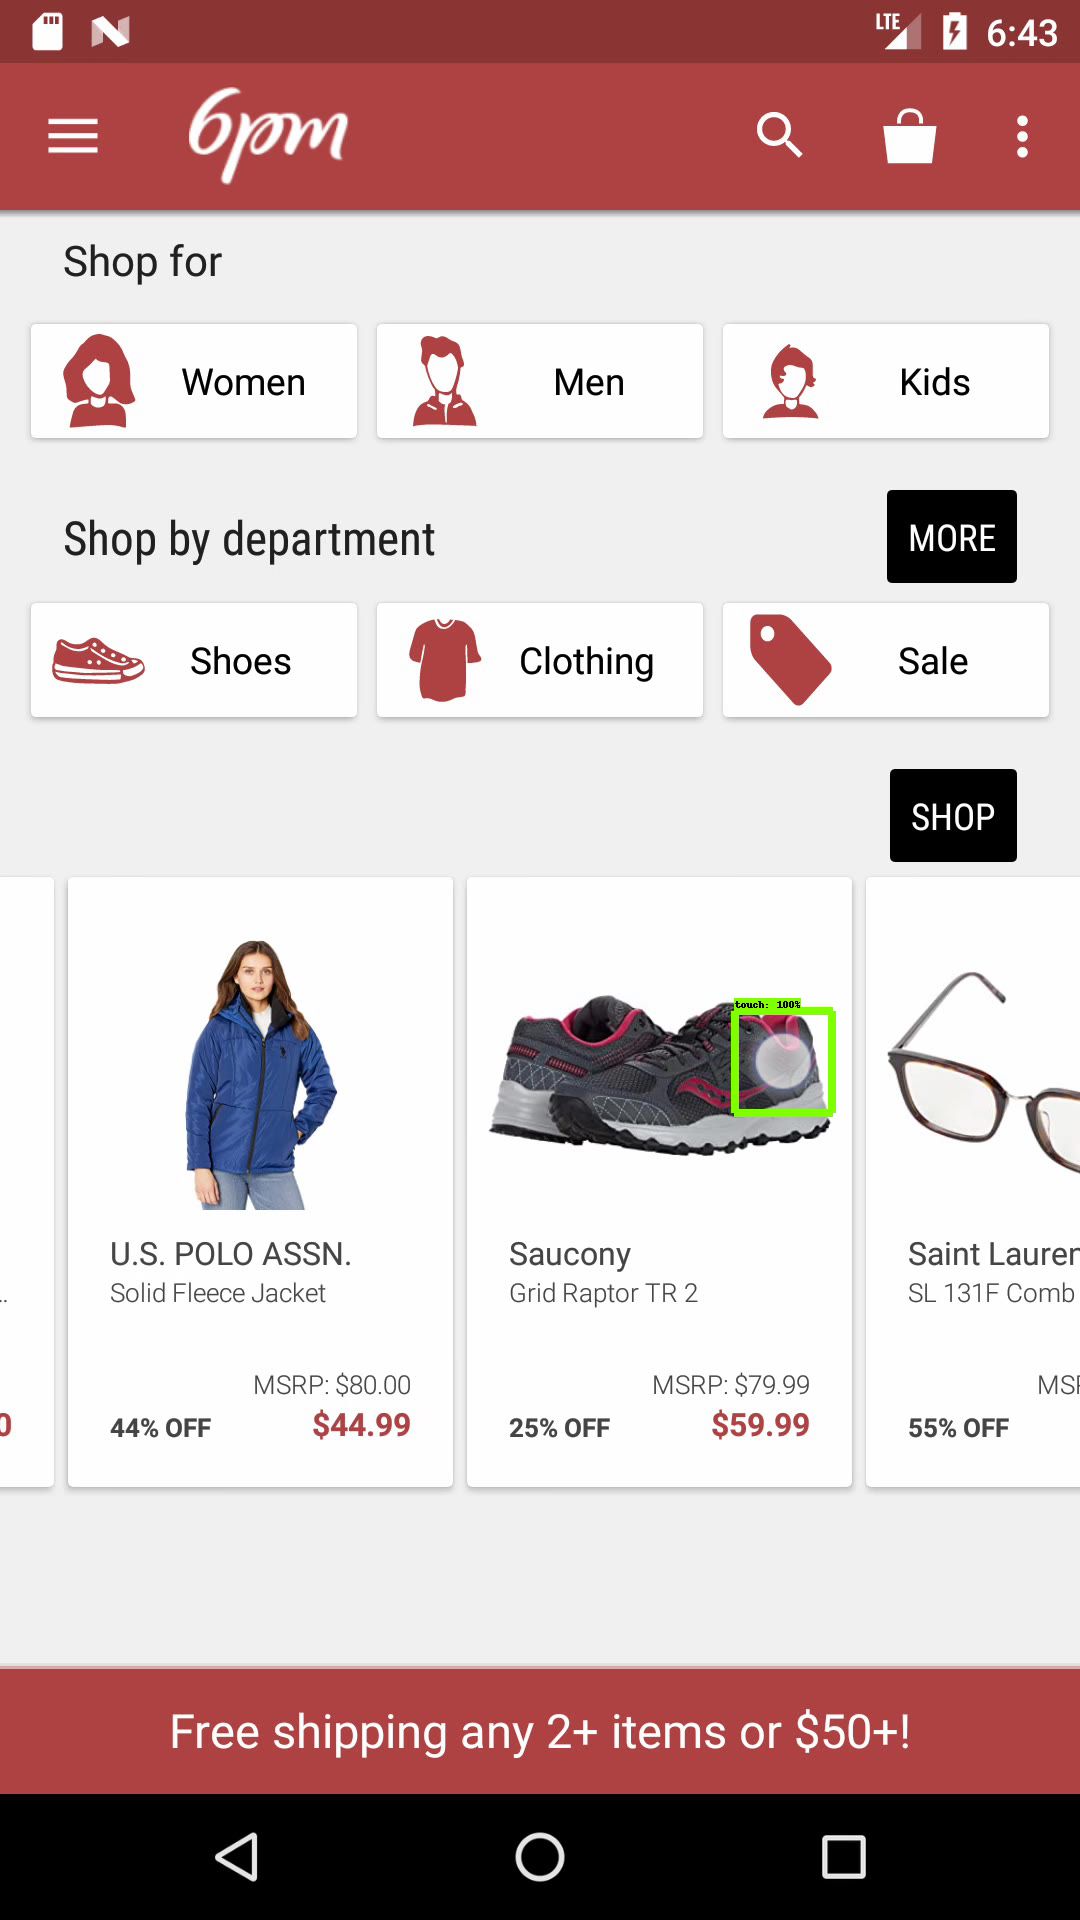 LTE 6:43
6pm
Shop for
Women
Men
Kids
Shop by department
MORE
Shoes
Clothing
Sale
SHOP
touch: 100%
U.S. POLO ASSN.
Solid Fleece Jacket
MSRP: $80.00
44% OFF $44.99
Saucony
Grid Raptor TR 2
MSRP: $79.99
25% OFF $59.99
Saint Lauren
SL 131F Comb
MSR
55% OFF
..
0
Free shipping any 2+ items or $50+!